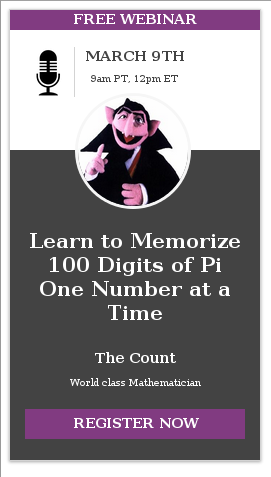 FREE WEBINAR
MARCH 9TH
9am PT, 12pm ET
Learn to Memorize
100 Digits of Pi
One Number at a
Time
The Count
World class Mathematician
REGISTER NOW